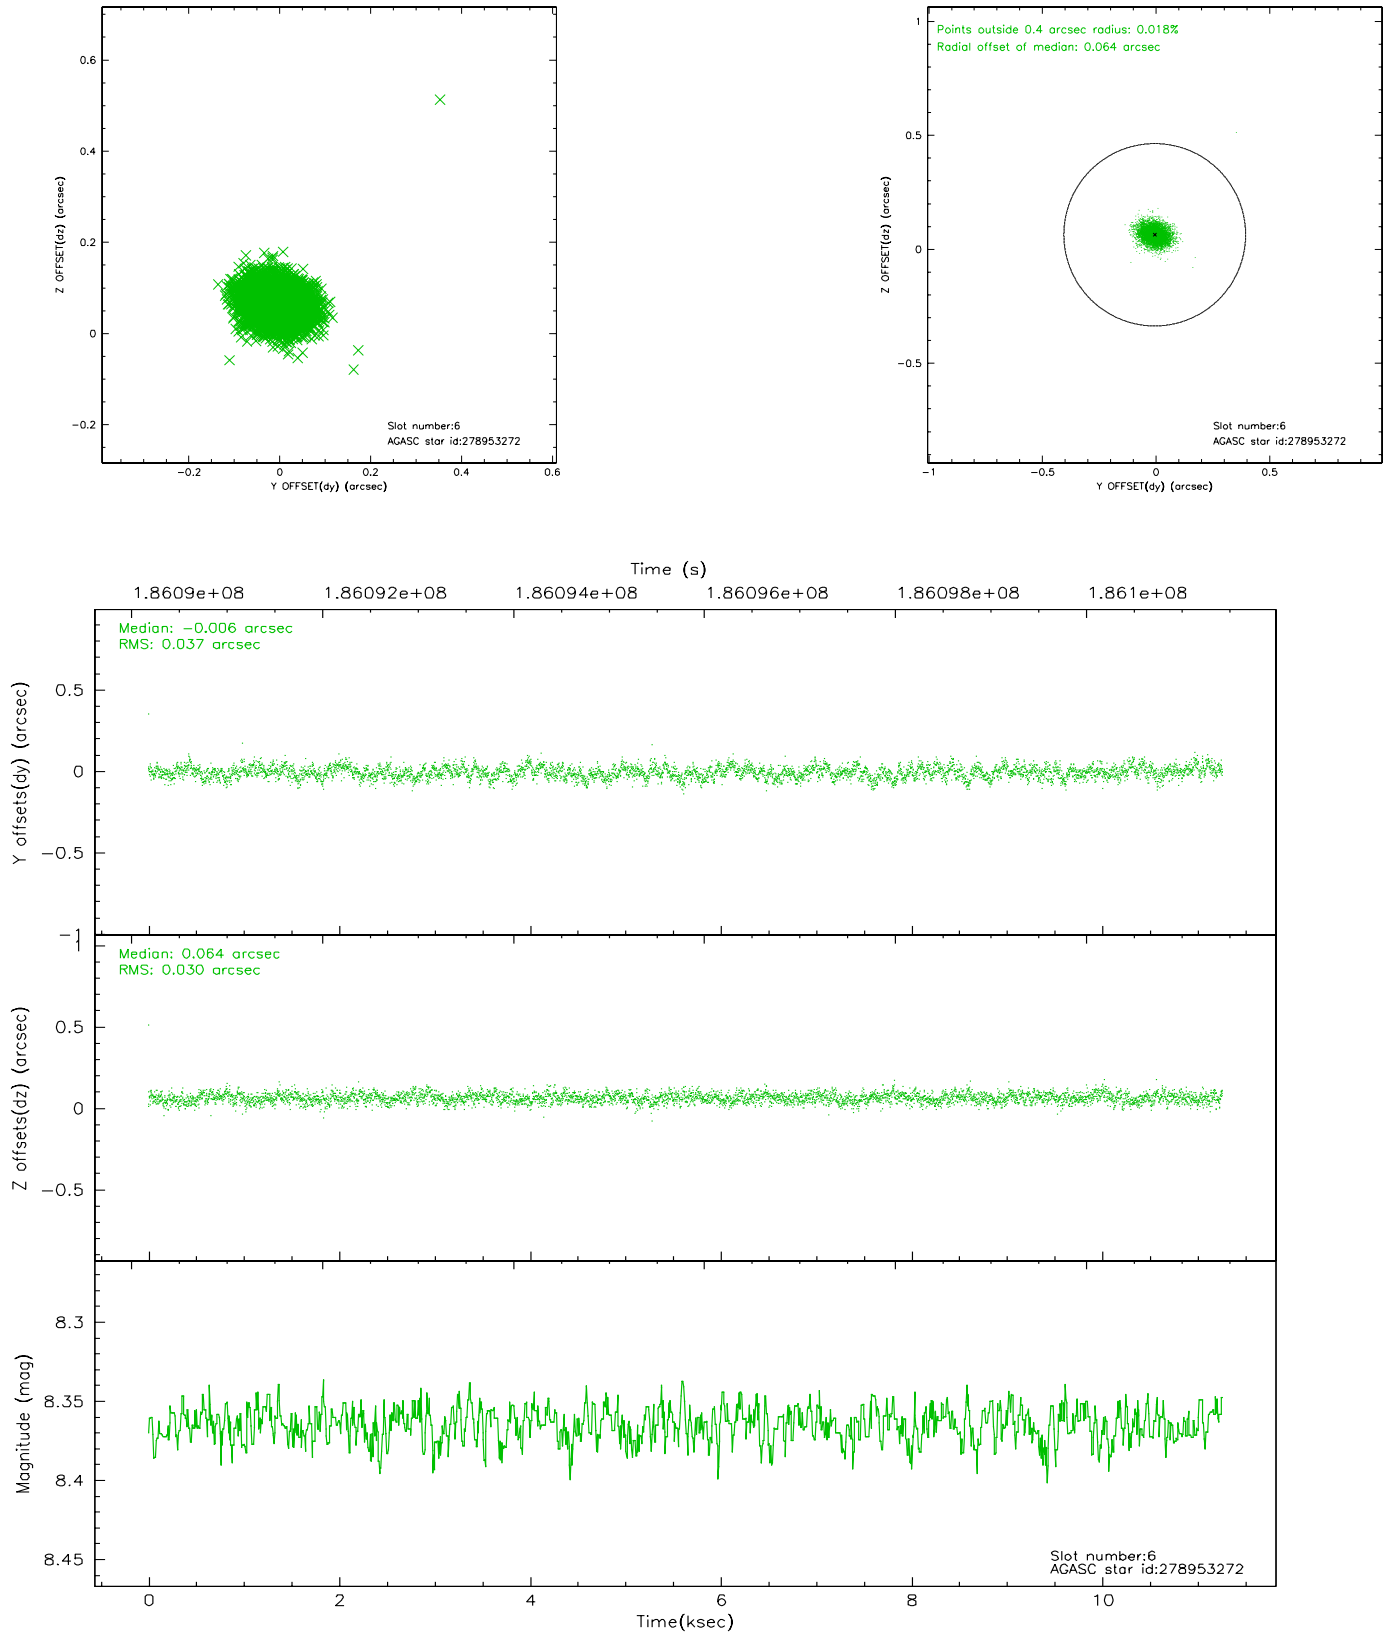 0.6
0.4
0.2
0
−0.2
Z OFFSET(dz) (arcsec)
Slot number:6
AGASC star id:278953272
−0.2 0 0.2 0.4 0.6
Y OFFSET(dy) (arcsec)
Points outside 0.4 arcsec radius: 0.018%
Radial offset of median: 0.064 arcsec
1
0.5
0
−0.5
Z OFFSET(dz) (arcsec)
Slot number:6
AGASC star id:278953272
−1 −0.5 0 0.5
Y OFFSET(dy) (arcsec)
Time (s)
1.8609e+08 1.86092e+08 1.86094e+08 1.86096e+08 1.86098e+08 1.861e+08
Median: −0.006 arcsec
RMS: 0.037 arcsec
0.5
0
−0.5
−1
Y offsets(dy) (arcsec)
Median: 0.064 arcsec
RMS: 0.030 arcsec
1
0.5
0
−0.5
Z offsets(dz) (arcsec)
8.3
8.35
8.4
8.45
Magnitude (mag)
Slot number:6
AGASC star id:278953272
0 2 4 6 8 10
Time(ksec)